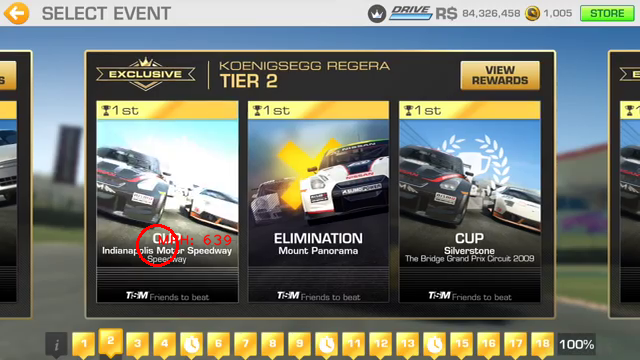 SELECT EVENT
DRIVE
R$ 84,326,458
1,005
STORE
EXCLUSIVE
KOENIGSEGG REGERA
TIER 2
VIEW
REWARDS
1st
1st
1st
CUP
MPH: 639
Indianapolis Motor Speedway
Speedway
TSM Friends to beat
NISSAN
ELIMINATION
Mount Panorama
TSM Friends to beat
CUP
Silverstone
The Bridge Grand Prix Circuit 2009
TSM Friends to beat
S
V
i 1 2 3 4 6 7 8 9 11 12 13 15 16 17 18 100%